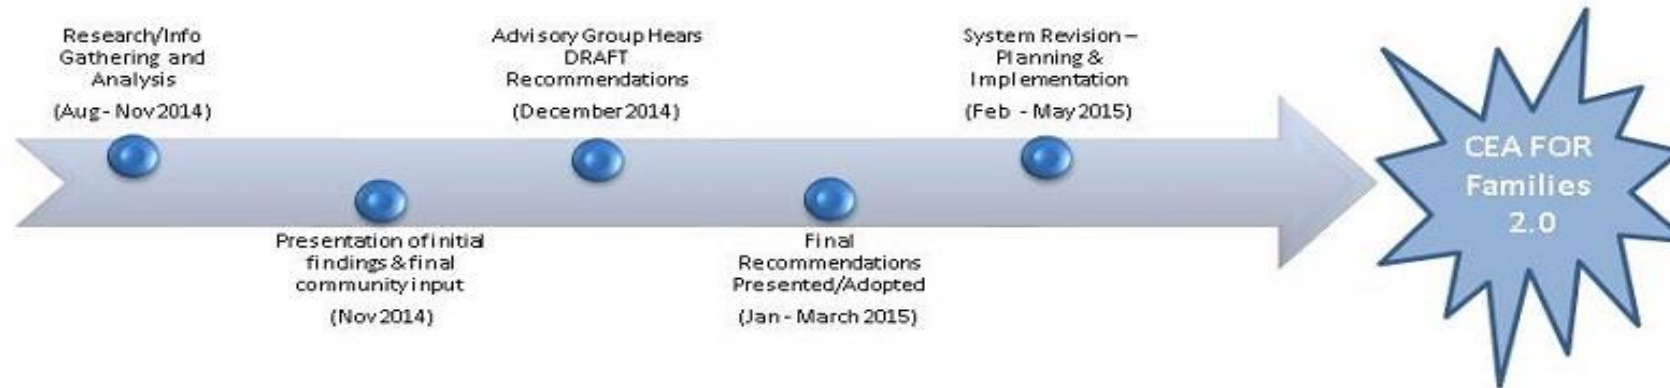 Research/Info
Gathering and
Analysis
(Aug - Nov 2014)
Presentation of initial
findings & final
community input
(Nov 2014)
Advisory Group Hears
DRAFT
Recommendations
(December 2014)
Final
Recommendations
Presented/Adopted
(Jan - March 2015)
System Revision –
Planning &
Implementation
(Feb - May 2015)
CEA FOR
Families
2.0